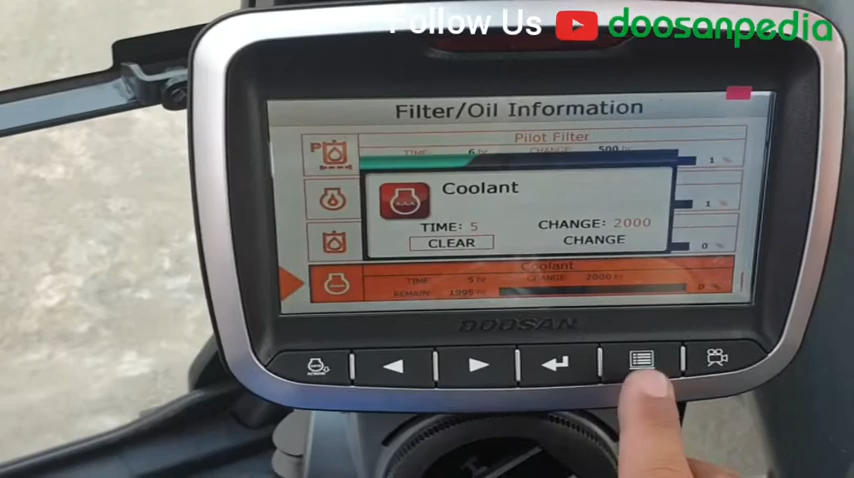 Follow Us doosanpedia
Filter/Oil Information
Pilot Filter
P TIME: 6 hr CHANGE: 500 hr
1 %
Coolant
1 %
TIME: 5 CHANGE: 2000
CLEAR CHANGE
0 %
Coolant
TIME: 5 hr CHANGE: 2000 hr
REMAIN: 1995 hr 0 %
DOOSAN